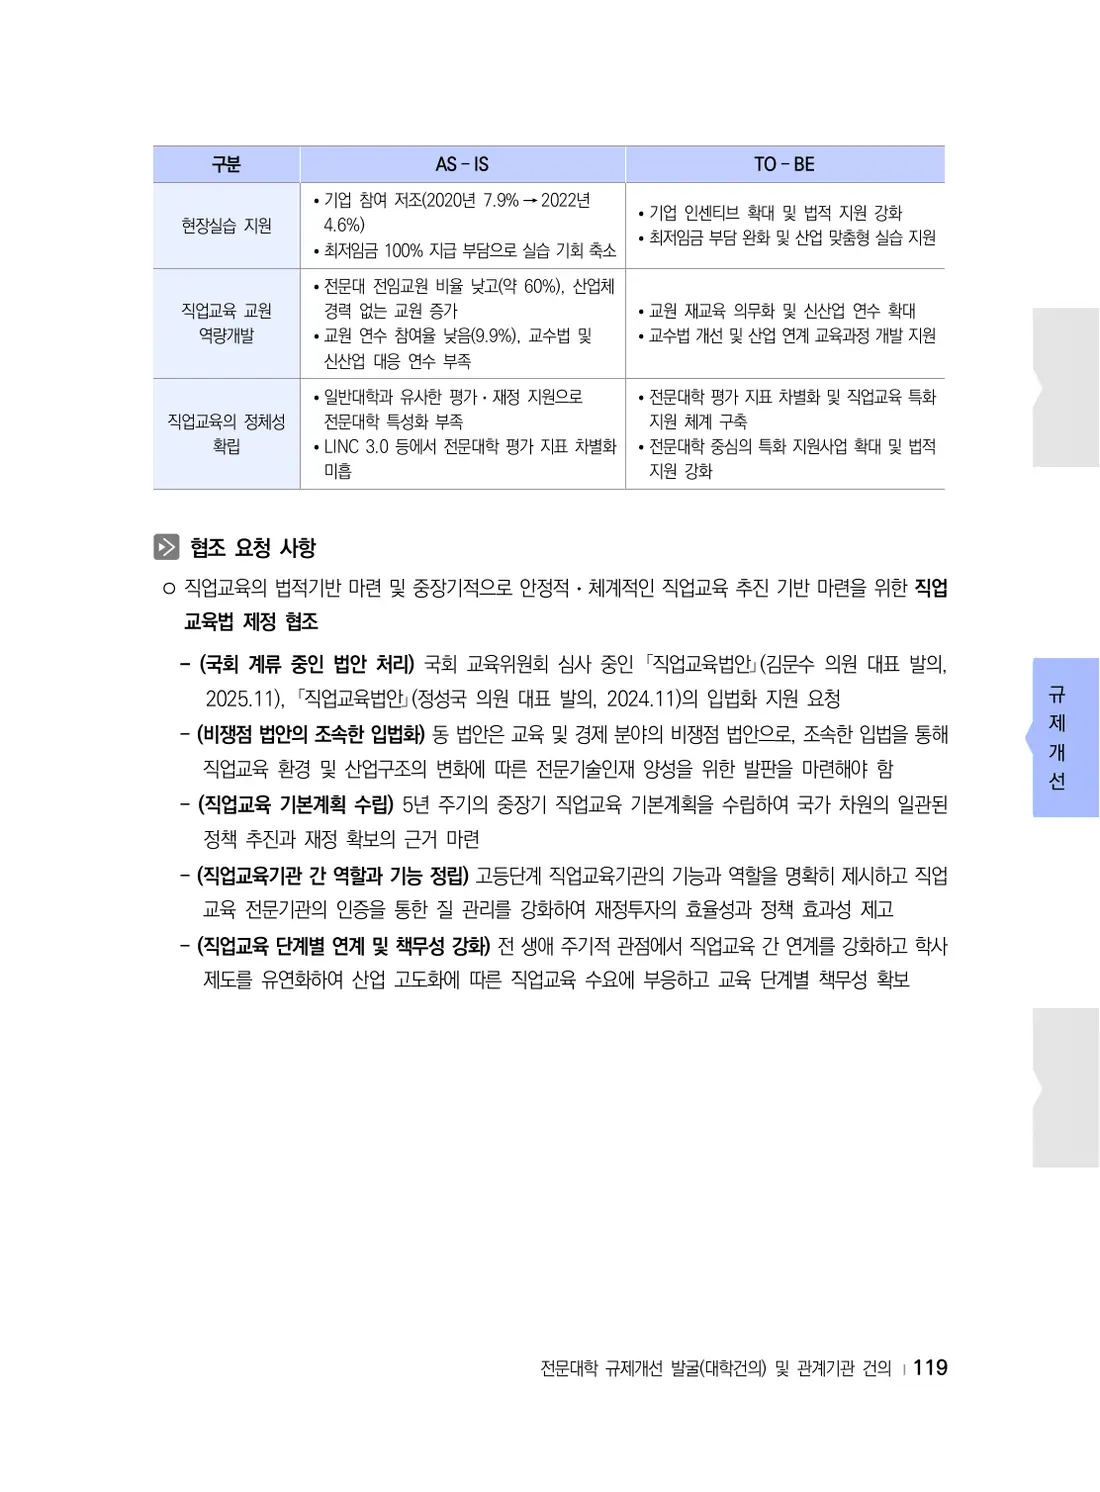 구분 AS - IS TO - BE
현장실습 지원
• 기업 참여 저조(2020년 7.9% → 2022년
4.6%)
• 최저임금 100% 지급 부담으로 실습 기회 축소
• 기업 인센티브 확대 및 법적 지원 강화
• 최저임금 부담 완화 및 산업 맞춤형 실습 지원
직업교육 교원
역량개발
• 전문대 전임교원 비율 낮고(약 60%), 산업체
경력 없는 교원 증가
• 교원 연수 참여율 낮음(9.9%), 교수법 및
신산업 대응 연수 부족
• 교원 재교육 의무화 및 신산업 연수 확대
• 교수법 개선 및 산업 연계 교육과정 개발 지원
직업교육의 정체성
확립
• 일반대학과 유사한 평가·재정 지원으로
전문대학 특성화 부족
• LINC 3.0 등에서 전문대학 평가 지표 차별화
미흡
• 전문대학 평가 지표 차별화 및 직업교육 특화
지원 체계 구축
• 전문대학 중심의 특화 지원사업 확대 및 법적
지원 강화
협조 요청 사항
○ 직업교육의 법적기반 마련 및 중장기적으로 안정적·체계적인 직업교육 추진 기반 마련을 위한 직업
교육법 제정 협조
- (국회 계류 중인 법안 처리) 국회 교육위원회 심사 중인 「직업교육법안」(김문수 의원 대표 발의,
2025.11), 「직업교육법안」(정성국 의원 대표 발의, 2024.11)의 입법화 지원 요청
- (비쟁점 법안의 조속한 입법화) 동 법안은 교육 및 경제 분야의 비쟁점 법안으로, 조속한 입법을 통해
직업교육 환경 및 산업구조의 변화에 따른 전문기술인재 양성을 위한 발판을 마련해야 함
- (직업교육 기본계획 수립) 5년 주기의 중장기 직업교육 기본계획을 수립하여 국가 차원의 일관된
정책 추진과 재정 확보의 근거 마련
- (직업교육기관 간 역할과 기능 정립) 고등단계 직업교육기관의 기능과 역할을 명확히 제시하고 직업
교육 전문기관의 인증을 통한 질 관리를 강화하여 재정투자의 효율성과 정책 효과성 제고
- (직업교육 단계별 연계 및 책무성 강화) 전 생애 주기적 관점에서 직업교육 간 연계를 강화하고 학사
제도를 유연화하여 산업 고도화에 따른 직업교육 수요에 부응하고 교육 단계별 책무성 확보
규
제
개
선
전문대학 규제개선 발굴(대학건의) 및 관계기관 건의 | 119